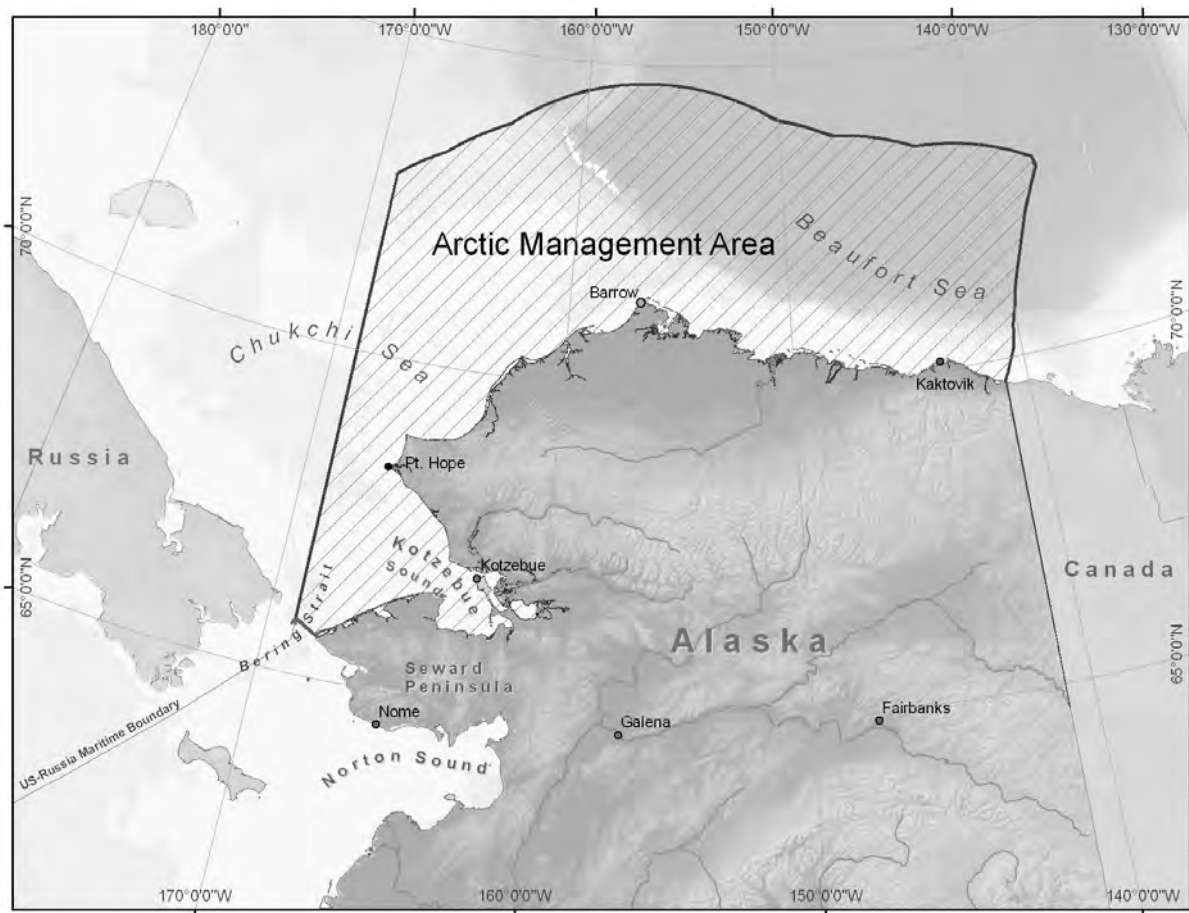 180°0'0"W
170°0'0"W
160°0'0"W
150°0'0"W
140°0'0"W
130°0'0"W
70°0'0"N
Arctic Management Area
Beaufort Sea
Barrow
Chukchi Sea
70°0'0"N
Kaktovik
Russia
Pt. Hope
Kotzebue
Sound
Kotzebue
Canada
65°0'0"N
Bering Strait
Alaska
65°0'0"N
Seward
Peninsula
Nome
Galena
Fairbanks
US-Russia Maritime Boundary
Norton Sound
170°0'0"W
160°0'0"W
150°0'0"W
140°0'0"W